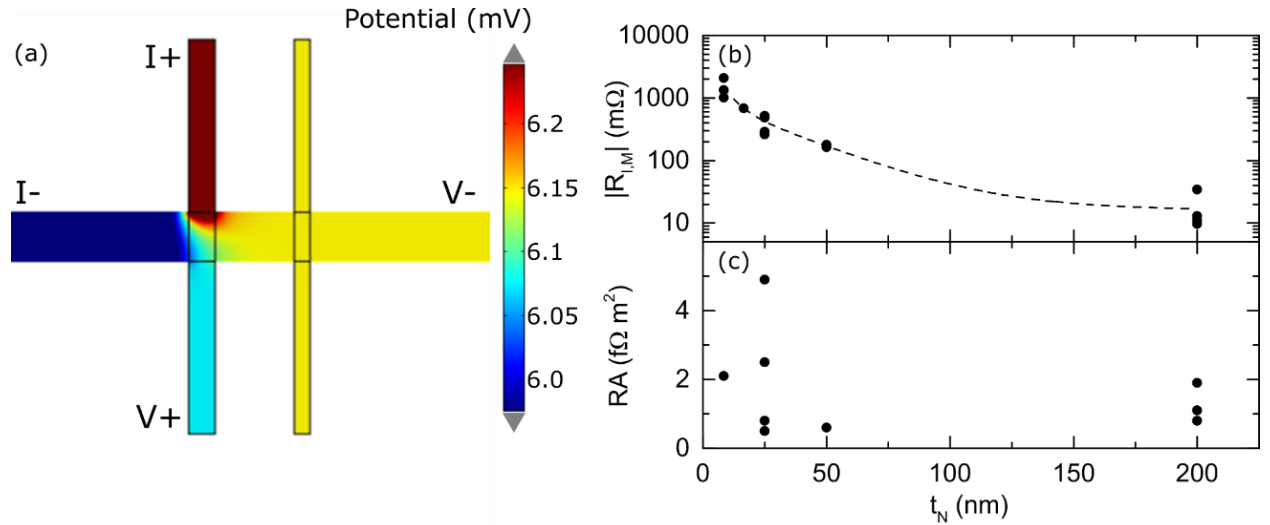 Potential (mV)
(a)
I+
I-
V-
V+
6.2
6.15
6.1
6.05
6.0
(b)
10000
1000
100
10
|R_{I,M}| (mΩ)
(c)
4
2
0
RA (fΩ m²)
0 50 100 150 200
t_N (nm)